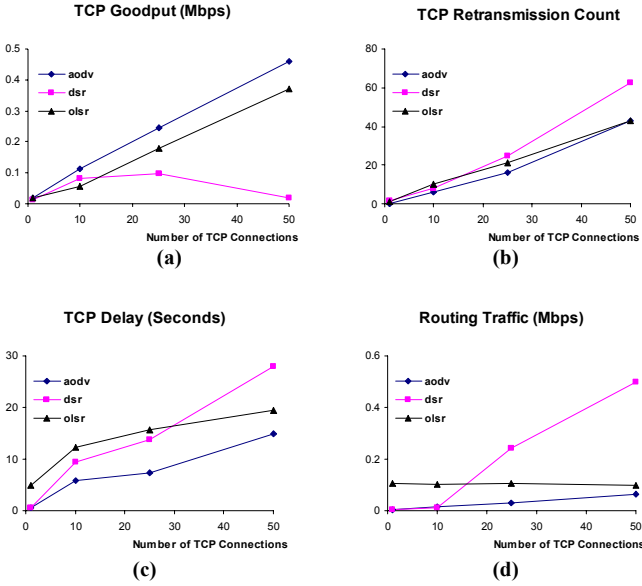 TCP Goodput (Mbps)
0.5
0.4
0.3
0.2
0.1
0
aodv
dsr
olsr
0 10 20 30 40 50
Number of TCP Connections
(a)
TCP Retransmission Count
80
60
40
20
0
aodv
dsr
olsr
0 10 20 30 40 50
Number of TCP Connections
(b)
TCP Delay (Seconds)
30
20
10
0
aodv
dsr
olsr
0 10 20 30 40 50
Number of TCP Connections
(c)
Routing Traffic (Mbps)
0.6
0.4
0.2
0
aodv
dsr
olsr
0 10 20 30 40 50
Number of TCP Connections
(d)